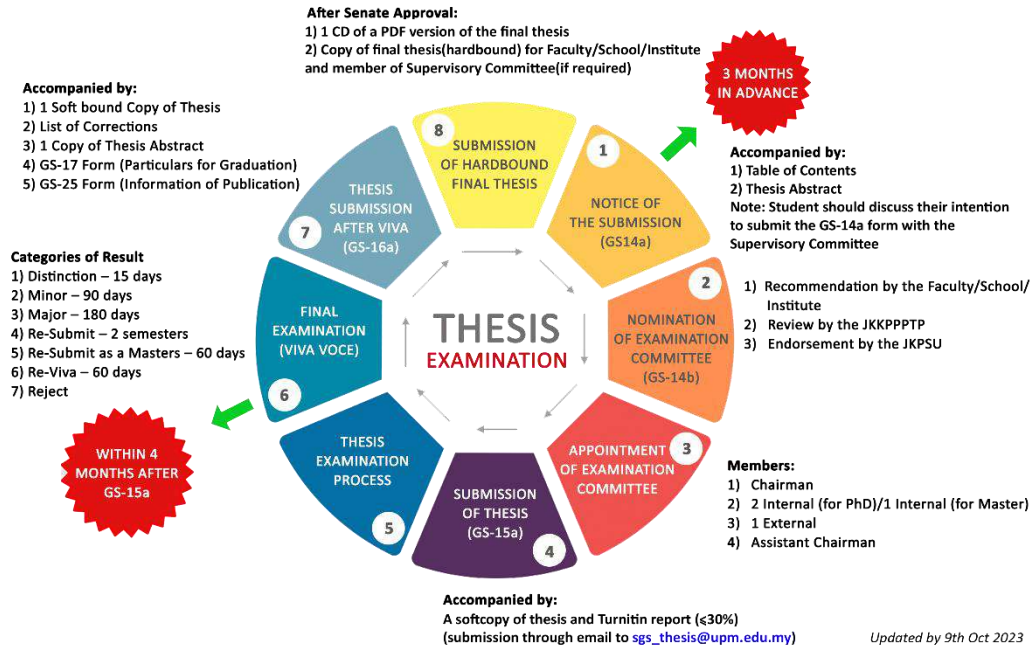 After Senate Approval:
1) 1 CD of a PDF version of the final thesis
2) Copy of final thesis(hardbound) for Faculty/School/Institute
and member of Supervisory Committee(if required)
3 MONTHS
IN ADVANCE
Accompanied by:
1) 1 Soft bound Copy of Thesis
2) List of Corrections
3) 1 Copy of Thesis Abstract
4) GS-17 Form (Particulars for Graduation)
5) GS-25 Form (Information of Publication)
8
SUBMISSION
OF HARDBOUND
FINAL THESIS
1
NOTICE OF
THE SUBMISSION
(GS14a)
Accompanied by:
1) Table of Contents
2) Thesis Abstract
Note: Student should discuss their intention
to submit the GS-14a form with the
Supervisory Committee
THESIS
SUBMISSION
AFTER VIVA
(GS-16a)
7
Categories of Result
1) Distinction – 15 days
2) Minor – 90 days
3) Major – 180 days
4) Re-Submit – 2 semesters
5) Re-Submit as a Masters – 60 days
6) Re-Viva – 60 days
7) Reject
FINAL
EXAMINATION
(VIVA VOCE)
6
THESIS
EXAMINATION
2
NOMINATION
OF EXAMINATION
COMMITTEE
(GS-14b)
1) Recommendation by the Faculty/School/
Institute
2) Review by the JKKPPPTP
3) Endorsement by the JKPSU
WITHIN 4
MONTHS AFTER
GS-15a
THESIS
EXAMINATION
PROCESS
5
SUBMISSION
OF THESIS
(GS-15a)
4
APPOINTMENT
OF EXAMINATION
COMMITTEE
3
Members:
1) Chairman
2) 2 Internal (for PhD)/1 Internal (for Master)
3) 1 External
4) Assistant Chairman
Accompanied by:
A softcopy of thesis and Turnitin report (⩽30%)
(submission through email to sgs_thesis@upm.edu.my)
Updated by 9th Oct 2023